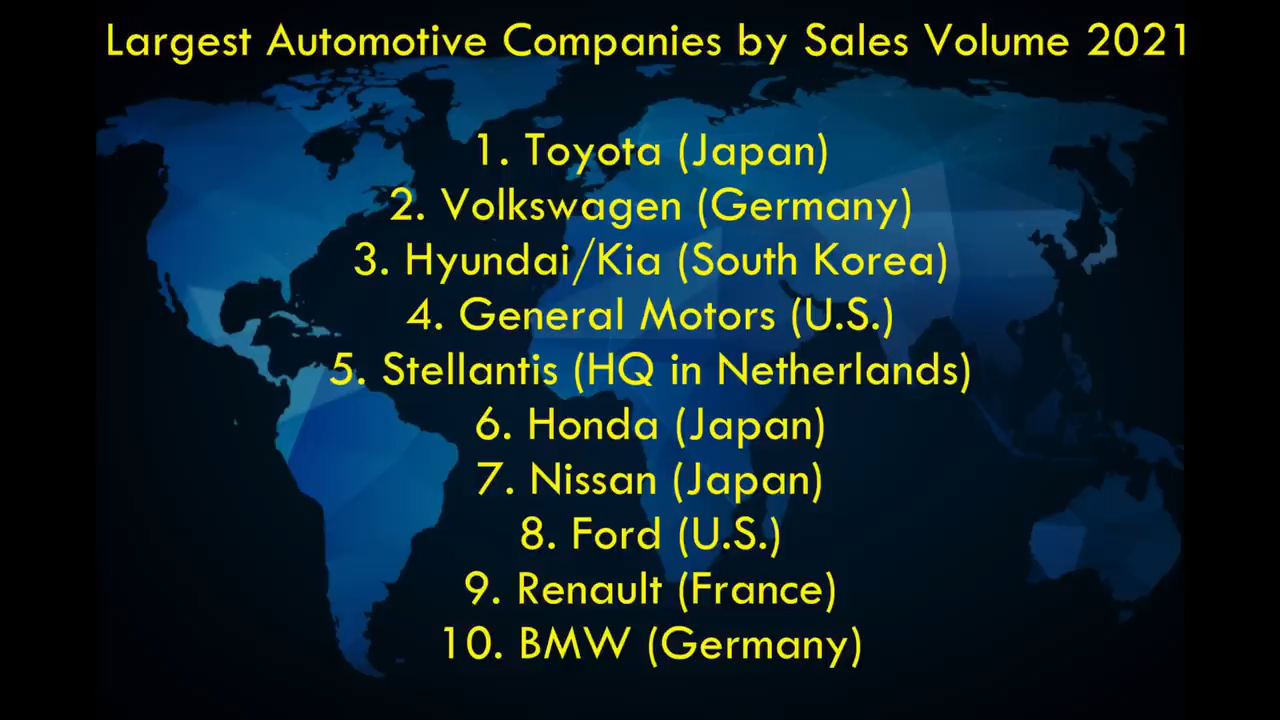 Largest Automotive Companies by Sales Volume 2021
1. Toyota (Japan)
2. Volkswagen (Germany)
3. Hyundai/Kia (South Korea)
4. General Motors (U.S.)
5. Stellantis (HQ in Netherlands)
6. Honda (Japan)
7. Nissan (Japan)
8. Ford (U.S.)
9. Renault (France)
10. BMW (Germany)